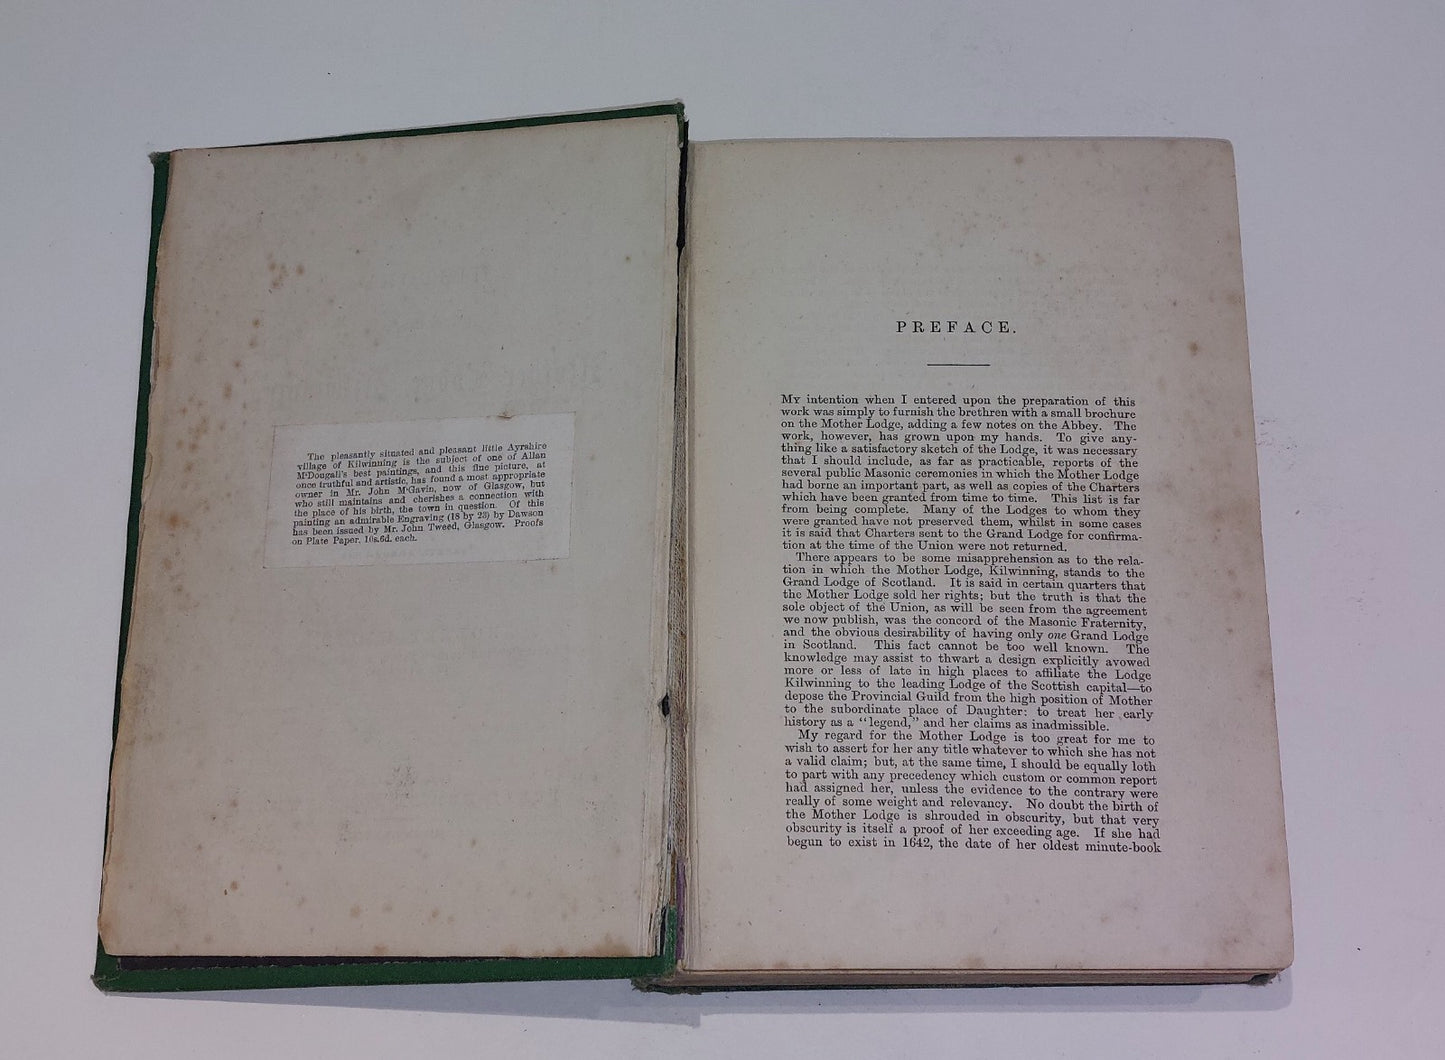 The pleasantly situated and pleasant little Ayrshire
village of Kilwinning is the subject of one of Allan
M'Dougall's best paintings, and this fine picture, at
once truthful and artistic, has found a most appropriate
owner in Mr. John M'Gavin, now of Glasgow, but
who still maintains and cherishes a connection with
the place of his birth, the town in question. Of this
painting an admirable Engraving (18 by 23) by Dawson
has been issued by Mr. John Tweed, Glasgow. Proofs
on Plate Paper, 10s.6d. each.
PREFACE.
My intention when I entered upon the preparation of this
work was simply to furnish the brethren with a small brochure
on the Mother Lodge, adding a few notes on the Abbey. The
work, however, has grown upon my hands. To give any-
thing like a satisfactory sketch of the Lodge, it was necessary
that I should include, as far as practicable, reports of the
several public Masonic ceremonies in which the Mother Lodge
had borne an important part, as well as copies of the Charters
which have been granted from time to time. This list is far
from being complete. Many of the Lodges to whom they
were granted have not preserved them, whilst in some cases
it is said that Charters sent to the Grand Lodge for confirma-
tion at the time of the Union were not returned.
There appears to be some misapprehension as to the rela-
tion in which the Mother Lodge, Kilwinning, stands to the
Grand Lodge of Scotland. It is said in certain quarters that
the Mother Lodge sold her rights; but the truth is that the
sole object of the Union, as will be seen from the agreement
we now publish, was the concord of the Masonic Fraternity,
and the obvious desirability of having only one Grand Lodge
in Scotland. This fact cannot be too well known. The
knowledge may assist to thwart a design explicitly avowed
more or less of late in high places to affiliate the Lodge
Kilwinning to the leading Lodge of the Scottish capital—to
depose the Provincial Guild from the high position of Mother
to the subordinate place of Daughter: to treat her early
history as a "legend," and her claims as inadmissible.
My regard for the Mother Lodge is too great for me to
wish to assert for her any title whatever to which she has not
a valid claim; but, at the same time, I should be equally loth
to part with any precedency which custom or common report
had assigned her, unless the evidence to the contrary were
really of some weight and relevancy. No doubt the birth of
the Mother Lodge is shrouded in obscurity, but that very
obscurity is itself a proof of her exceeding age. If she had
begun to exist in 1642, the date of her oldest minute-book